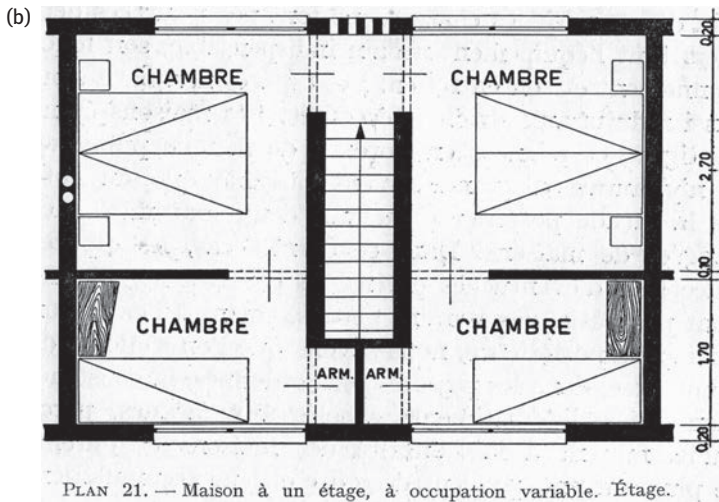 (b)
CHAMBRE CHAMBRE
CHAMBRE CHAMBRE
ARM. ARM.
0,20
2,70
0,10
1,70
0,20
PLAN 21. — Maison à un étage, à occupation variable. Étage.